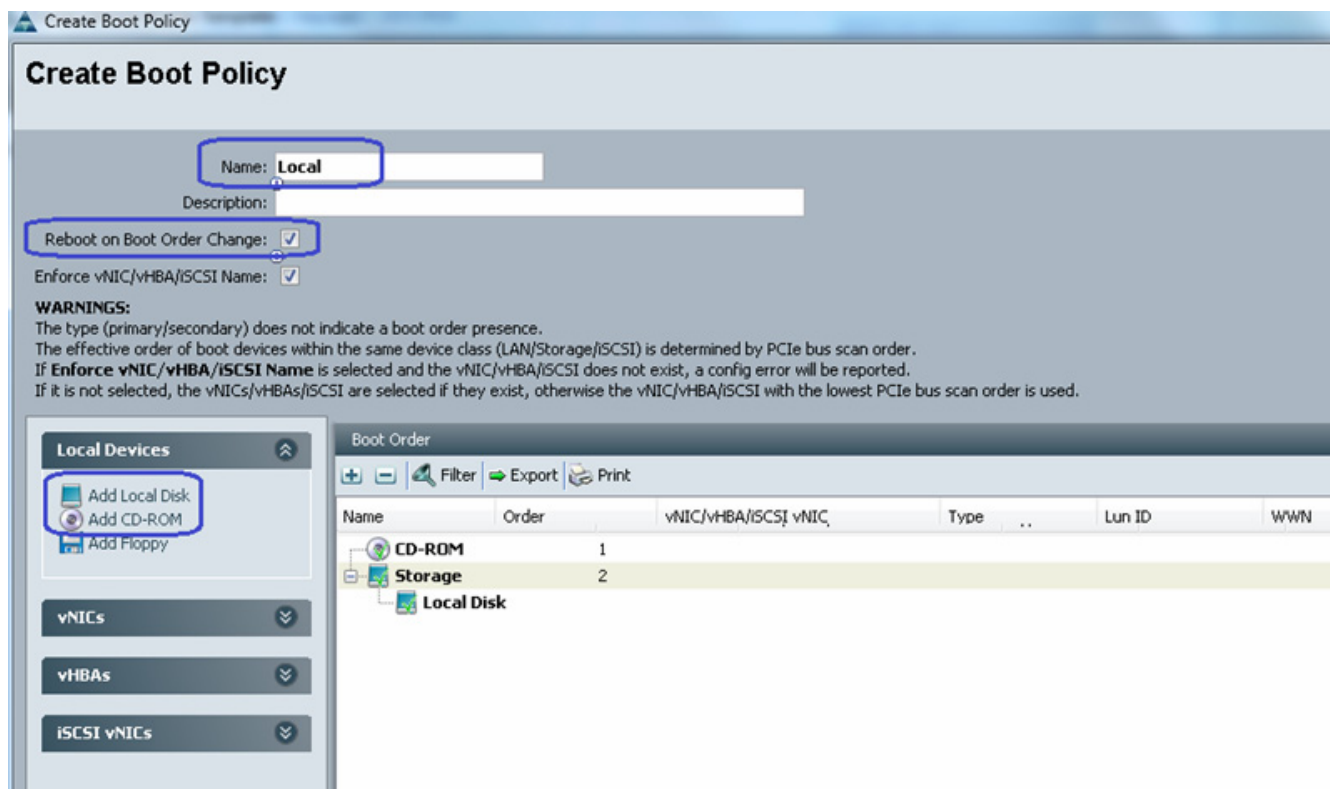 Create Boot Policy
Create Boot Policy
Name: Local
Description:
Reboot on Boot Order Change:
Enforce vNIC/vHBA/iSCSI Name:
WARNINGS:
The type (primary/secondary) does not indicate a boot order presence.
The effective order of boot devices within the same device class (LAN/Storage/iSCSI) is determined by PCIe bus scan order.
If Enforce vNIC/vHBA/iSCSI Name is selected and the vNIC/vHBA/iSCSI does not exist, a config error will be reported.
If it is not selected, the vNICs/vHBAs/iSCSI are selected if they exist, otherwise the vNIC/vHBA/iSCSI with the lowest PCIe bus scan order is used.
Local Devices
Add Local Disk
Add CD-ROM
Add Floppy
vNICs
vHBAs
iSCSI vNICs
Boot Order
Filter Export Print
Name Order vNIC/vHBA/iSCSI vNIC Type Lun ID WWN
CD-ROM 1
Storage 2
Local Disk